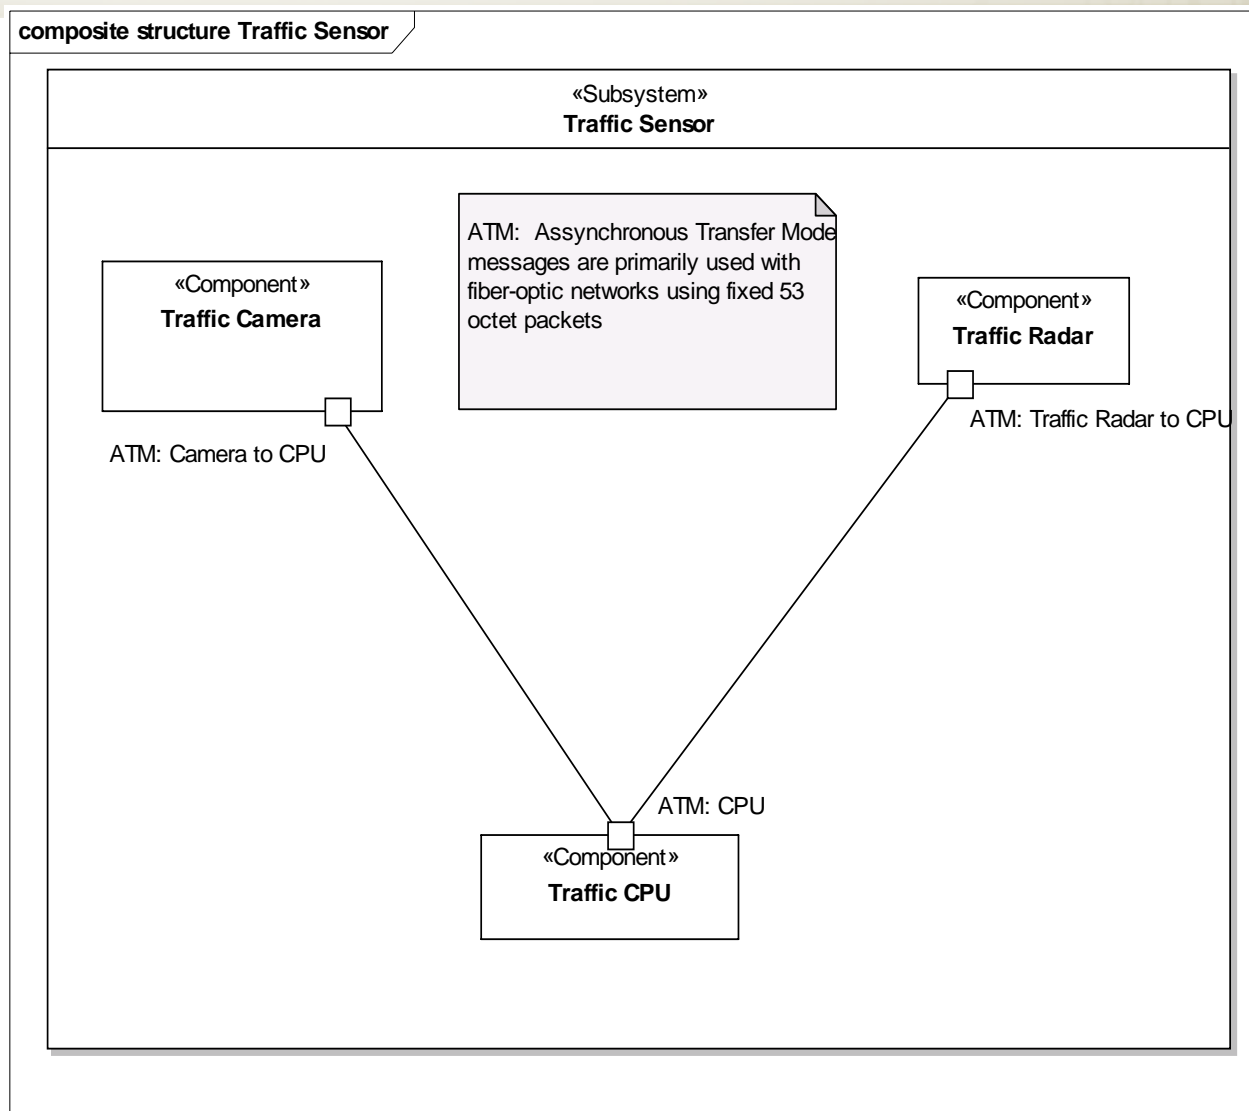 composite structure Traffic Sensor
«Subsystem»
Traffic Sensor
ATM:  Assynchronous Transfer Mode
messages are primarily used with
fiber-optic networks using fixed 53
octet packets
«Component»
Traffic Camera
«Component»
Traffic Radar
ATM: Camera to CPU
ATM: Traffic Radar to CPU
ATM: CPU
«Component»
Traffic CPU